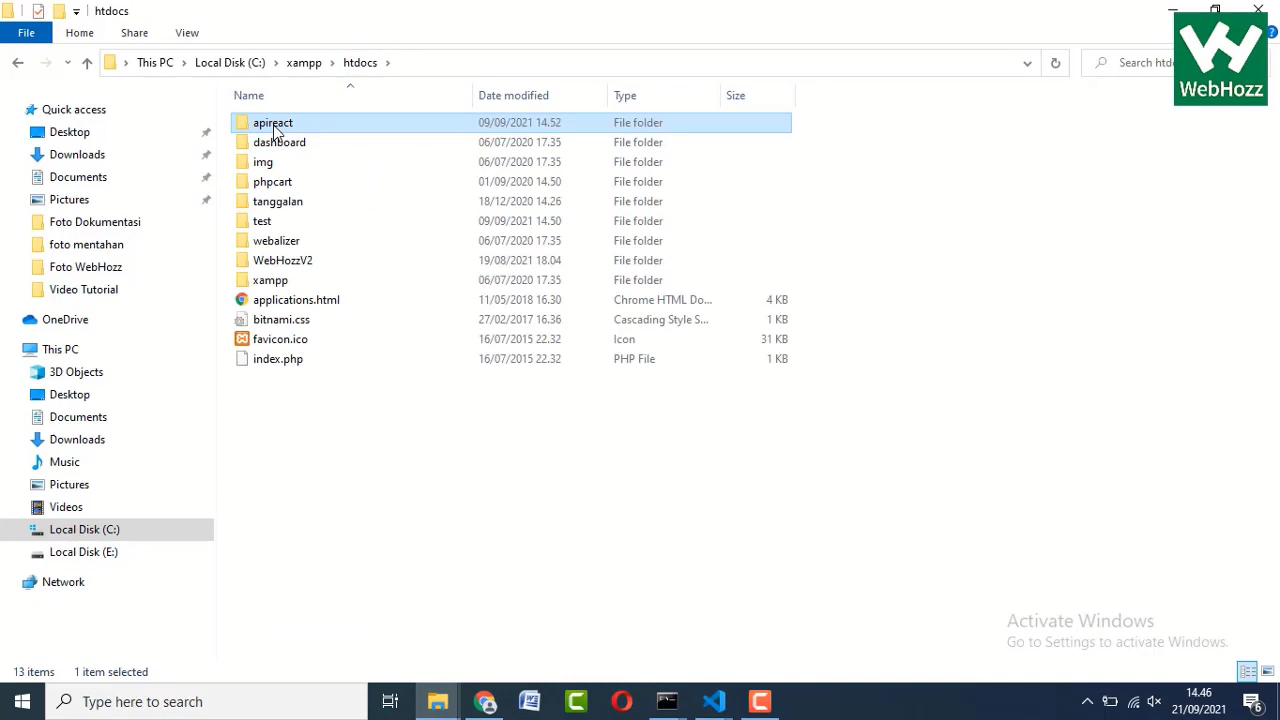 htdocs
File Home Share View
This PC Local Disk (C:) xampp htdocs
Search htd
WebHozz
Name Date modified Type Size
Quick access
Desktop
Downloads
Documents
Pictures
Foto Dokumentasi
foto mentahan
Foto WebHozz
Video Tutorial
OneDrive
This PC
3D Objects
Desktop
Documents
Downloads
Music
Pictures
Videos
Local Disk (C:)
Local Disk (E:)
Network
apireact 09/09/2021 14.52 File folder
dashboard 06/07/2020 17.35 File folder
img 06/07/2020 17.35 File folder
phpcart 01/09/2020 14.50 File folder
tanggalan 18/12/2020 14.26 File folder
test 09/09/2021 14.50 File folder
webalizer 06/07/2020 17.35 File folder
WebHozzV2 19/08/2021 18.04 File folder
xampp 06/07/2020 17.35 File folder
applications.html 11/05/2018 16.30 Chrome HTML Do... 4 KB
bitnami.css 27/02/2017 16.36 Cascading Style S... 1 KB
favicon.ico 16/07/2015 22.32 Icon 31 KB
index.php 16/07/2015 22.32 PHP File 1 KB
Activate Windows
Go to Settings to activate Windows.
13 items 1 item selected
Type here to search
14.46
21/09/2021
6